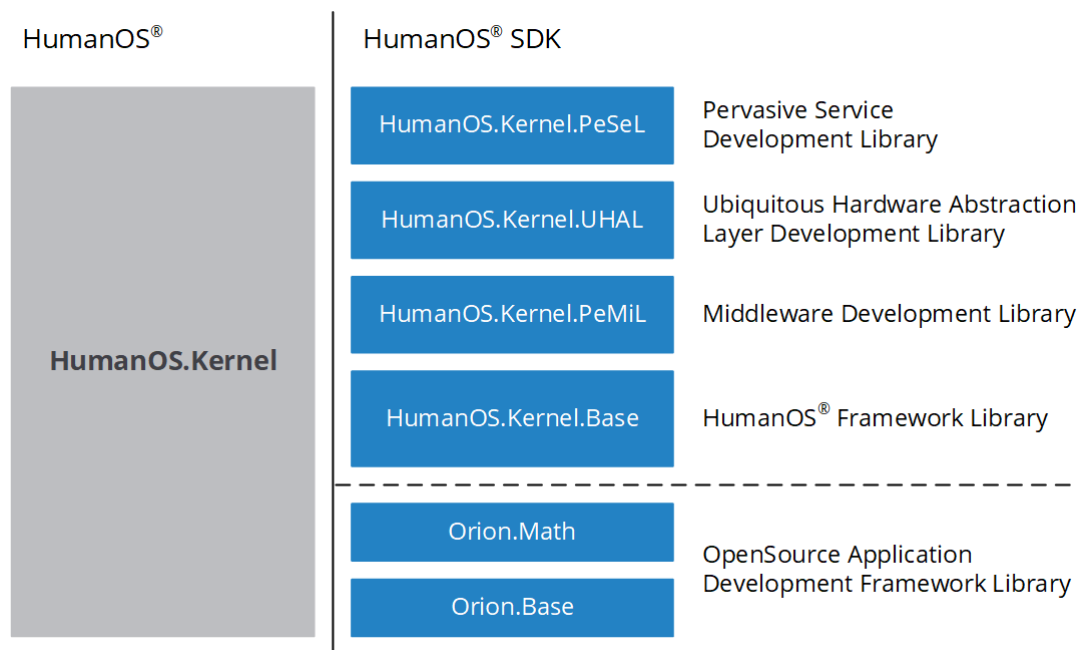 HumanOS®
HumanOS® SDK
HumanOS.Kernel
HumanOS.Kernel.PeSeL
Pervasive Service
Development Library
HumanOS.Kernel.UHAL
Ubiquitous Hardware Abstraction
Layer Development Library
HumanOS.Kernel.PeMiL
Middleware Development Library
HumanOS.Kernel.Base
HumanOS® Framework Library
Orion.Math
Orion.Base
OpenSource Application
Development Framework Library